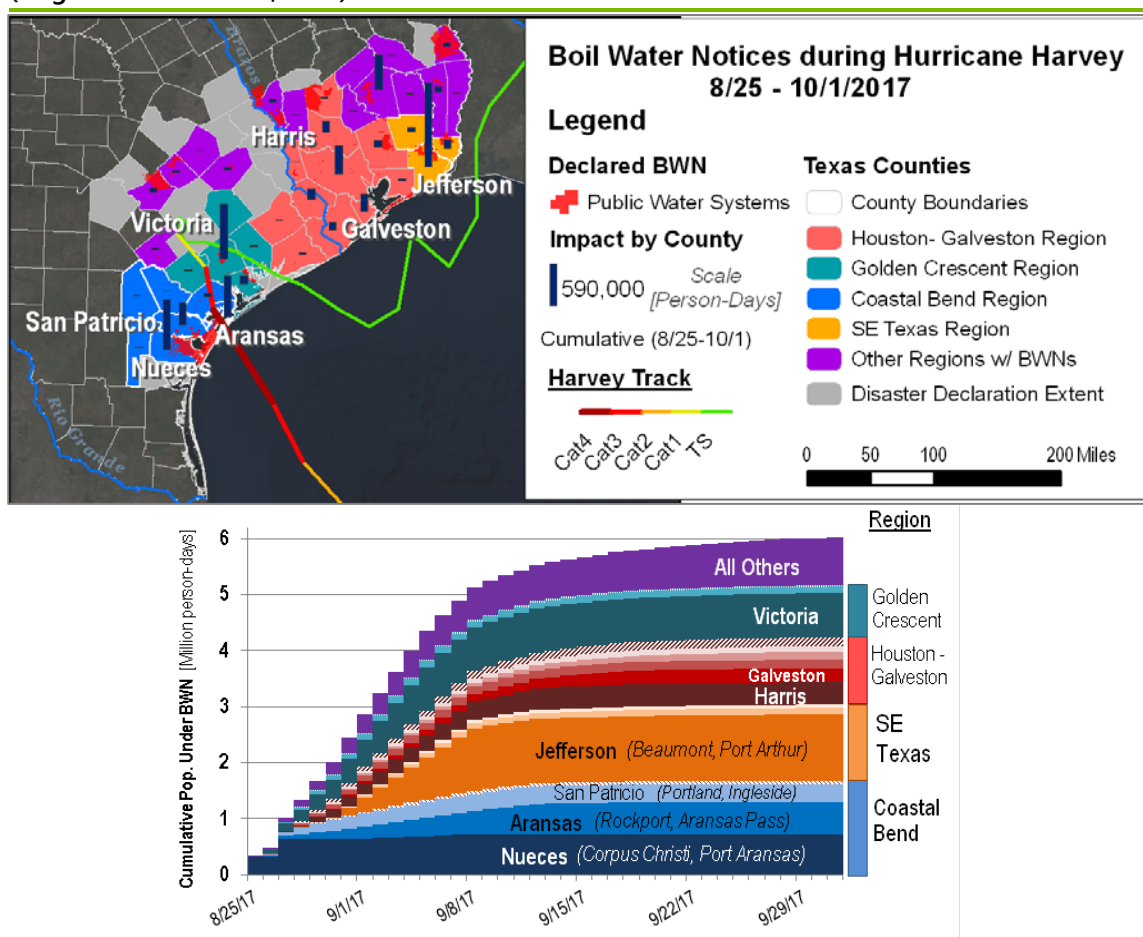 Boil Water Notices during Hurricane Harvey
8/25 - 10/1/2017
Legend
Declared BWN
Public Water Systems
Impact by County
590,000 Scale
[Person-Days]
Cumulative (8/25-10/1)
Harvey Track
Cat4 Cat3 Cat2 Cat1 TS
Texas Counties
County Boundaries
Houston- Galveston Region
Golden Crescent Region
Coastal Bend Region
SE Texas Region
Other Regions w/ BWNs
Disaster Declaration Extent
0 50 100 200 Miles
Brazos
Harris
Jefferson
Victoria
Galveston
San Patricio
Aransas
Nueces
Rio Grande
Cumulative Pop. Under BWN [Million person-days]
6
5
4
3
2
1
0
All Others
Victoria
Galveston
Harris
Jefferson (Beaumont, Port Arthur)
San Patricio (Portland, Ingleside)
Aransas (Rockport, Aransas Pass)
Nueces (Corpus Christi, Port Aransas)
8/25/17 9/1/17 9/8/17 9/15/17 9/22/17 9/29/17
Region
Golden
Crescent
Houston -
Galveston
SE
Texas
Coastal
Bend